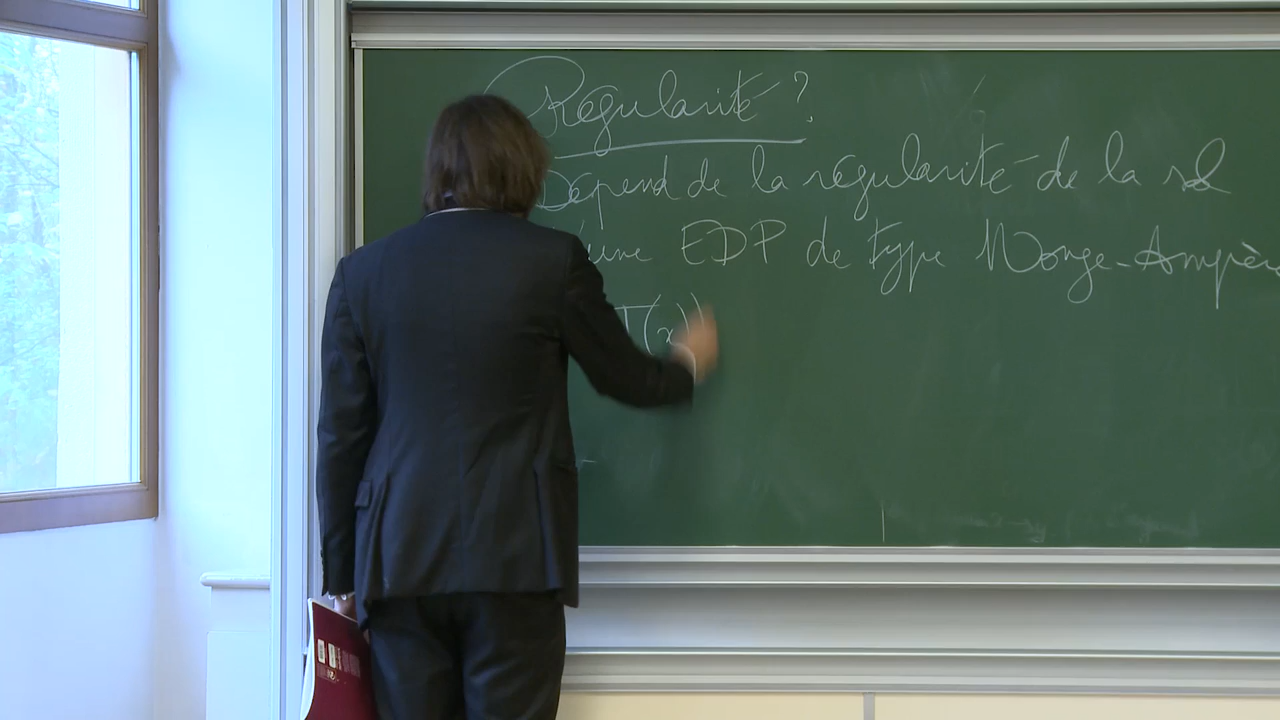 Régularité ?
Dépend de la régularité de la sol
une EDP de type Monge-Ampère
T(x))